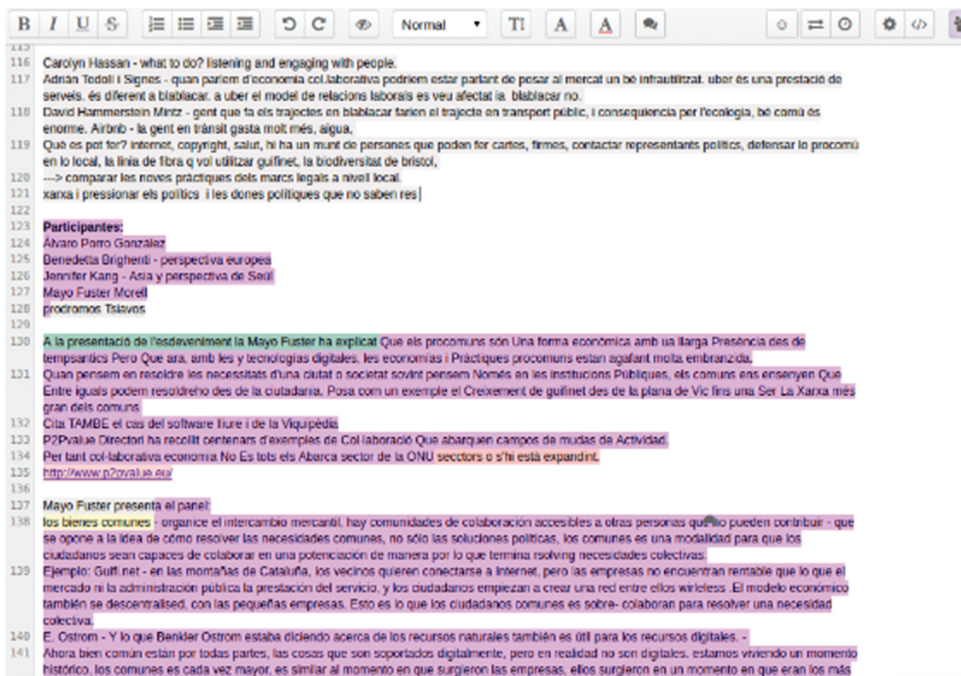 B I U S Normal TI A A
115
116 Carolyn Hassan - what to do? listening and engaging with people.
117 Adrián Todolí i Signes - quan parlem d'economia col.laborativa podriem estar parlant de posar al mercat un bé infrautilitzat. uber és una prestació de
serveis. és diferent a blablacar. a uber el model de relacions laborals es veu afectat ia blablacar no.
118 David Hammerstein Mintz - gent que fa els trajectes en blablacar farien el trajecte en transport públic, i consequiencia per l'ecologia, bé comú és
enorme. Airbnb - la gent en trànsit gasta molt més, aigua,
119 Què es pot fer? internet, copyright, salut, hi ha un munt de persones que poden fer cartes, firmes, contactar representants polítics, defensar lo procomú
en lo local, la línia de fibra q vol utilitzar guifinet, la biodiversitat de bristol,
120 ---> comparar les noves pràctiques dels marcs legals a nivell local.
121 xarxa i pressionar els polítics i les dones polítiques que no saben res
122
123 Participantes:
124 Álvaro Porro González
125 Benedetta Brighenti - perspectiva europea
126 Jennifer Kang - Asia y perspectiva de Seúl
127 Mayo Fuster Morell
128 prodromos Tsiavos
129
130 A la presentació de l'esdeveniment la Mayo Fuster ha explicat Que els procomuns són Una forma econòmica amb ua llarga Presència des de
tempsantics Pero Que ara, amb les y tecnologías digitales, les economías i Pràctiques procomuns estan agafant molta embranzida.
131 Quan pensem en resoldre les necessitats d'una ciutat o societat sovint pensem Només en les Institucions Públiques, els comuns ens ensenyen Que
Entre iguals podem resoldreho des de la ciutadania. Posa com un exemple el Creixement de guifinet des de la plana de Vic fins una Ser La Xarxa més
gran dels comuns
132 Cita TAMBE el cas del software lliure i de la Viquipèdia
133 P2Pvalue Directori ha recollit centenars d'exemples de Col·laboració Que abarquen campos de mudas de Actividad.
134 Per tant col·laborativa economia No Es tots els Abarca sector de la ONU secctors o s'hi està expandint.
135 http://www.p2pvalue.eu/
136
137 Mayo Fuster presenta el panel:
138 los bienes comunes - organice el intercambio mercantil, hay comunidades de colaboración accesibles a otras personas que no pueden contribuir - que
se opone a la idea de cómo resolver las necesidades comunes, no sólo las soluciones políticas, los comunes es una modalidad para que los
ciudadanos sean capaces de colaborar en una potenciación de manera por lo que termina rsolving necesidades colectivas.
139 Ejemplo: Guifi.net - en las montañas de Cataluña, los vecinos quieren conectarse a Internet, pero las empresas no encuentran rentable que lo que el
mercado ni la administración pública la prestación del servicio, y los ciudadanos empiezan a crear una red entre ellos wirleless .El modelo económico
también se descentralised, con las pequeñas empresas. Esto es lo que los ciudadanos comunes es sobre- colaboran para resolver una necesidad
colectiva.
140 E. Ostrom - Y lo que Benkler Ostrom estaba diciendo acerca de los recursos naturales también es útil para los recursos digitales. -
141 Ahora bien común están por todas partes, las cosas que son soportados digitalmente, pero en realidad no son digitales. estamos viviendo un momento
histórico, los comunes es cada vez mayor, es similar al momento en que surgieron las empresas, ellos surgieron en un momento en que eran los más